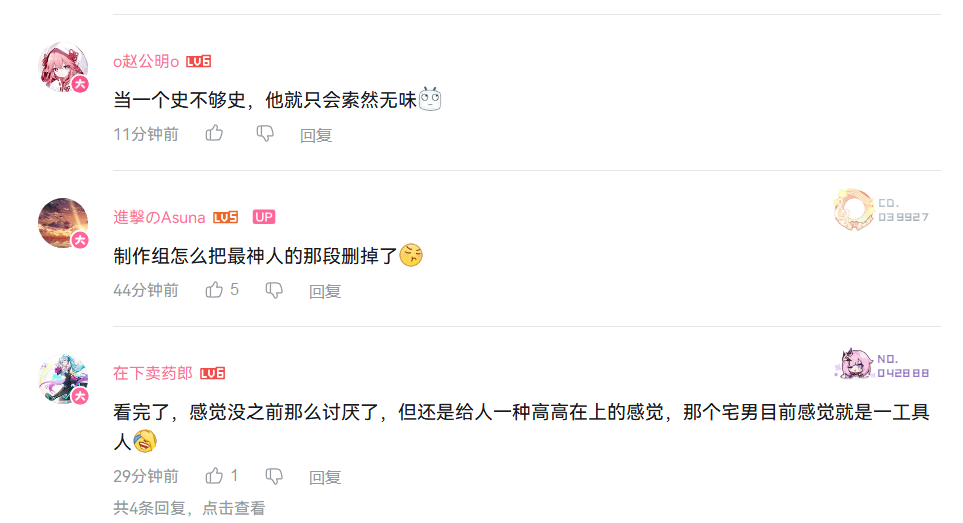 o赵公明o LV6
大
当一个史不够史，他就只会索然无味
11分钟前 回复
進擊のAsuna LV5 UP
CD.
039927
大
制作组怎么把最神人的那段删掉了
44分钟前 5 回复
在下卖药郎 LV6
NO.
042888
大
看完了，感觉没之前那么讨厌了，但还是给人一种高高在上的感觉，那个宅男目前感觉就是一工具
人
29分钟前 1 回复
共4条回复，点击查看